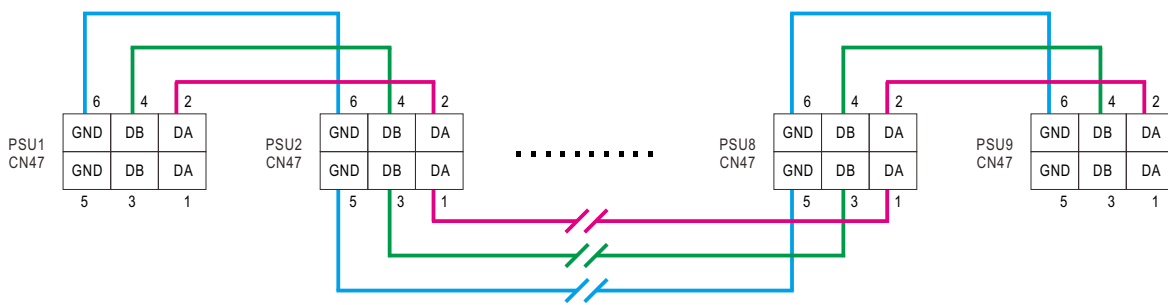 6 4 2 6 4 2 6 4 2 6 4 2
PSU1 GND DB DA PSU2 GND DB DA PSU8 GND DB DA PSU9 GND DB DA
CN47 GND DB DA CN47 GND DB DA CN47 GND DB DA CN47 GND DB DA
5 3 1 5 3 1 5 3 1 5 3 1